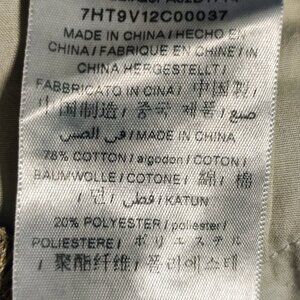 7HT9V12C00037
MADE IN CHINA / HECHO EN
CHINA / FABRIQUE EN CHINE / IN
CHINA HERGESTELLT /
FABBRICATO IN CINA / 中国製 /
中国制造 / 중국 제품 / صنع
في الصين / MADE IN CHINA
78% COTTON / algodon / COTON /
BAUMWOLLE / COTONE / 綿 / 棉
/ 면 / قطن / KATUN
20% POLYESTER / poliester /
POLIESTERE / ポリエステル
/ 聚酯纤维 / 폴리에스테